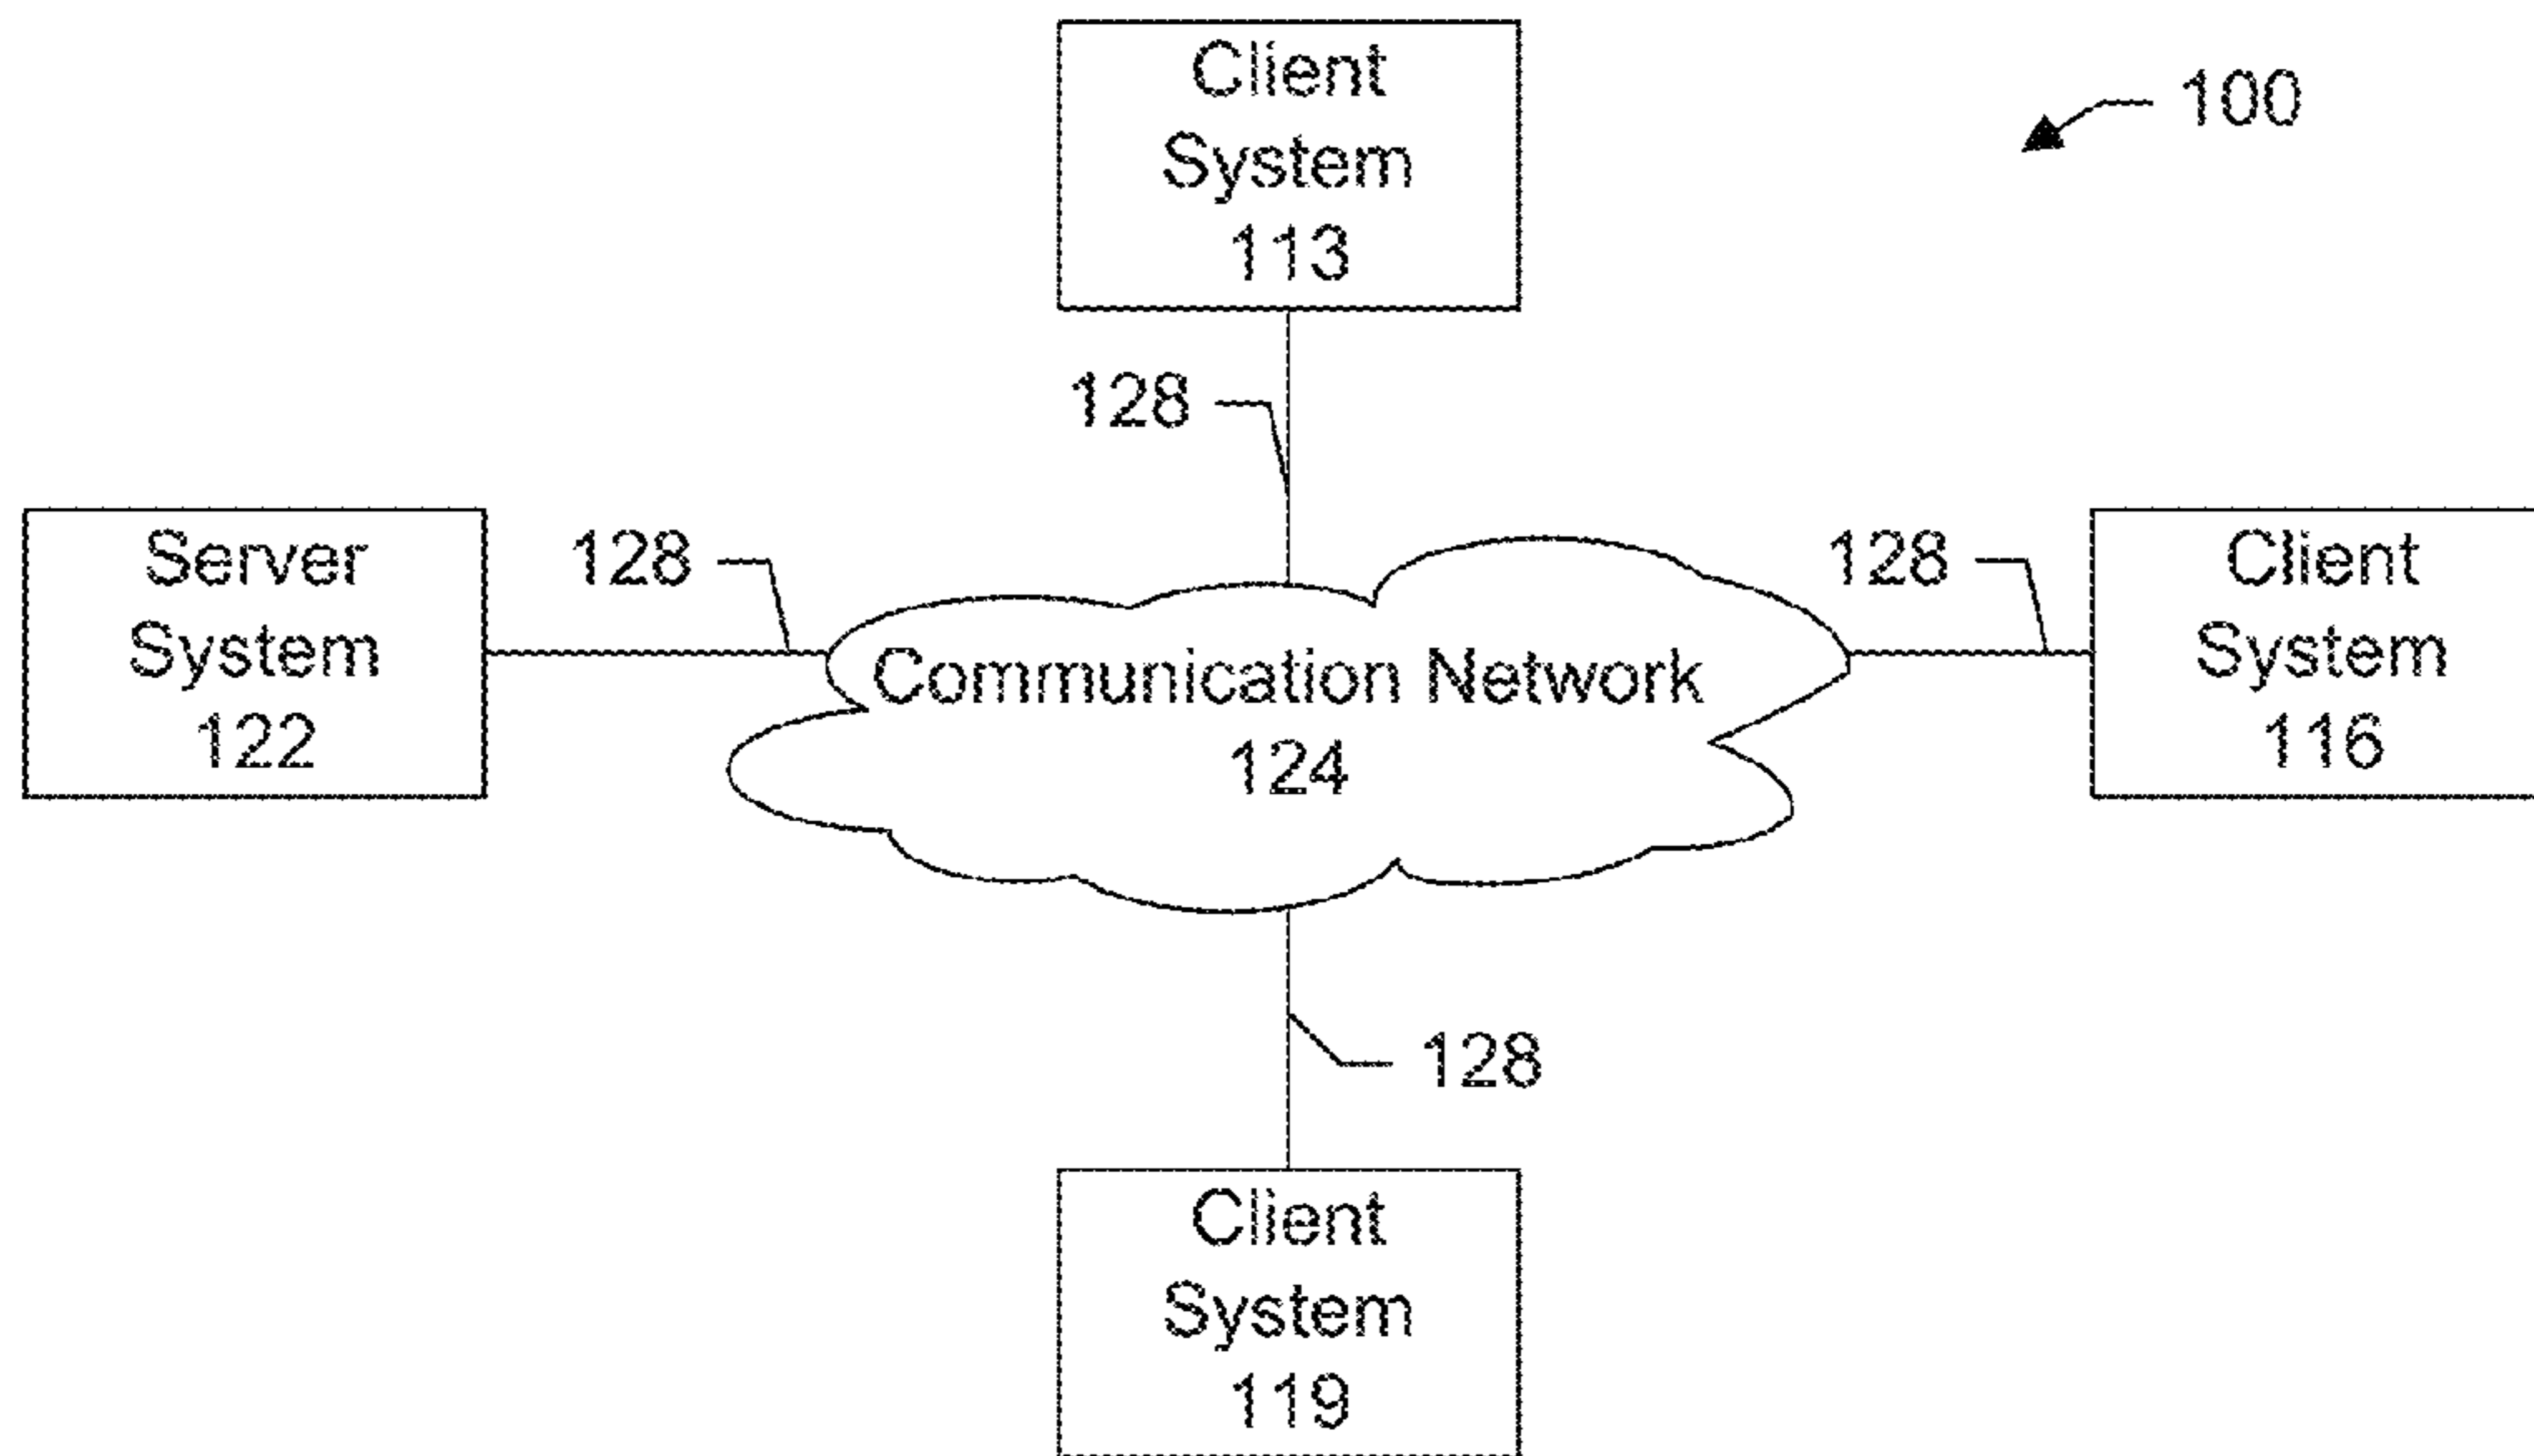 Client
System
113
100
128
Server
System
122
128
Communication Network
124
128
Client
System
116
128
Client
System
119